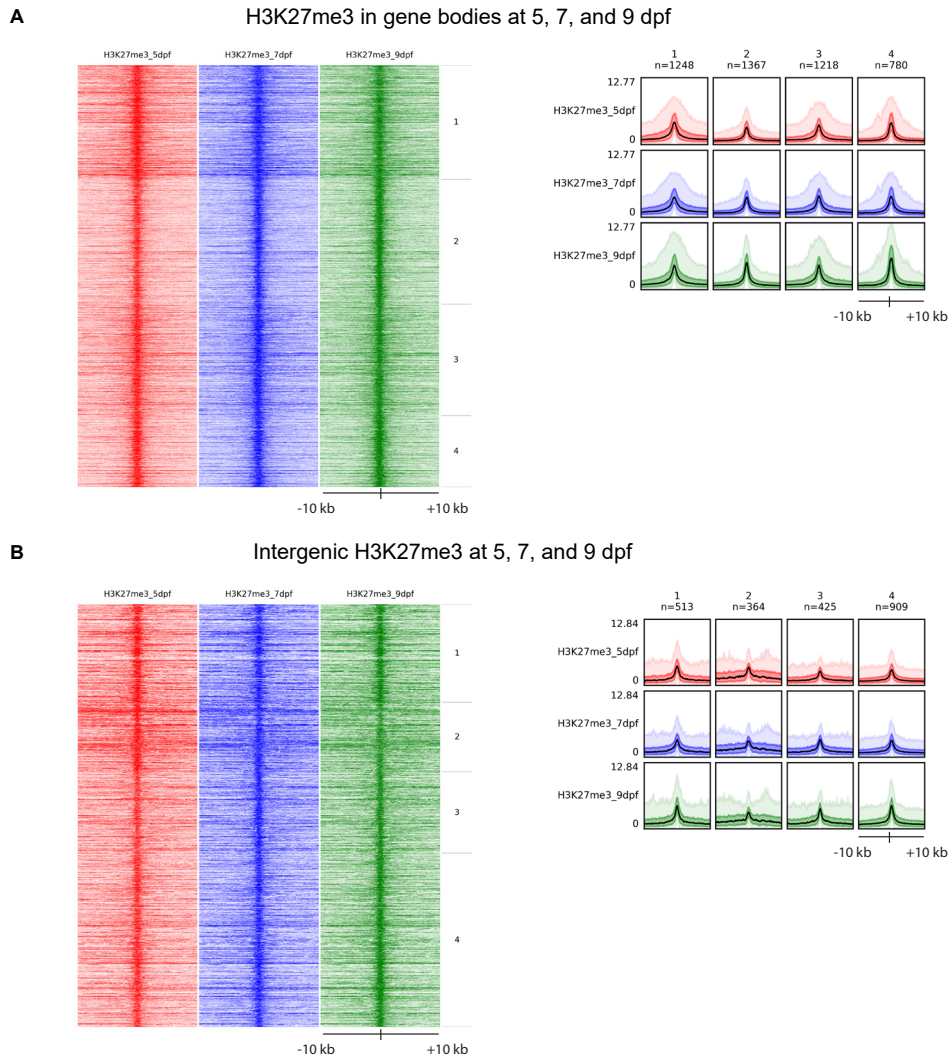 A
H3K27me3 in gene bodies at 5, 7, and 9 dpf
H3K27me3_5dpf H3K27me3_7dpf H3K27me3_9dpf
1
2
3
4
-10 kb +10 kb
1 2 3 4
n=1248 n=1367 n=1218 n=780
12.77
H3K27me3_5dpf
0
12.77
H3K27me3_7dpf
0
12.77
H3K27me3_9dpf
0
-10 kb +10 kb
B
Intergenic H3K27me3 at 5, 7, and 9 dpf
H3K27me3_5dpf H3K27me3_7dpf H3K27me3_9dpf
1
2
3
4
-10 kb +10 kb
1 2 3 4
n=513 n=364 n=425 n=909
12.84
H3K27me3_5dpf
0
12.84
H3K27me3_7dpf
0
12.84
H3K27me3_9dpf
0
-10 kb +10 kb